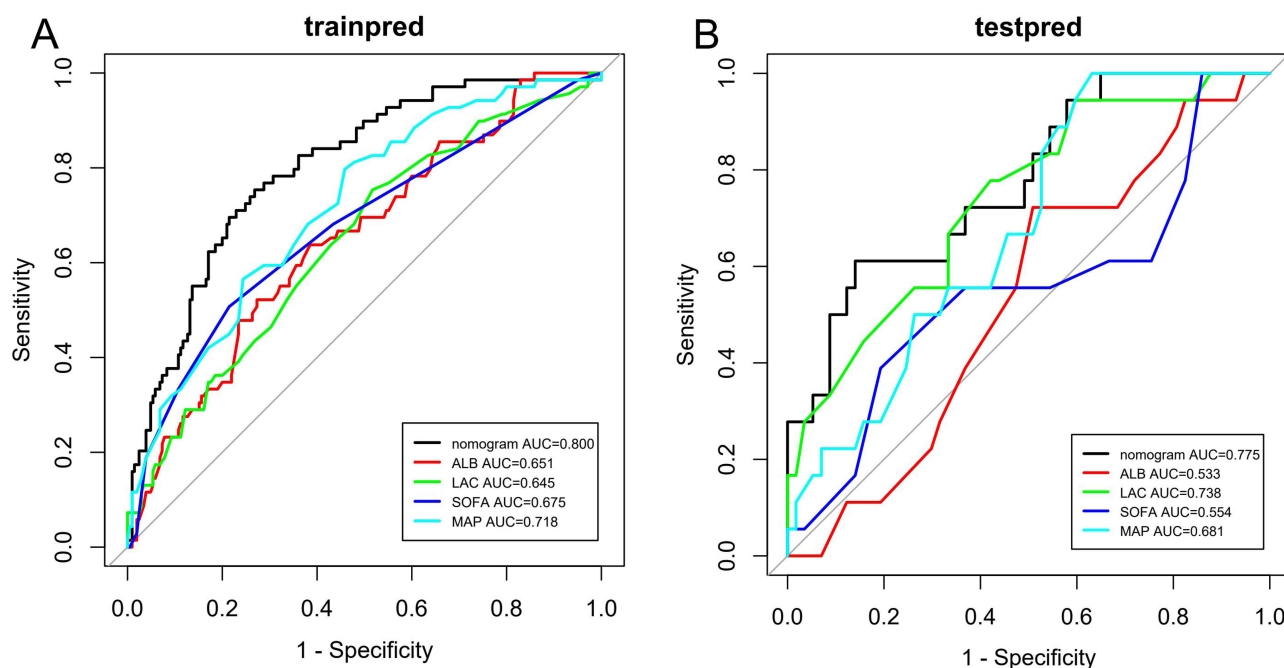 A
trainpred
Sensitivity
1.0
0.8
0.6
0.4
0.2
0.0
nomogram AUC=0.800
ALB AUC=0.651
LAC AUC=0.645
SOFA AUC=0.675
MAP AUC=0.718
0.0 0.2 0.4 0.6 0.8 1.0
1 - Specificity
B
testpred
Sensitivity
1.0
0.8
0.6
0.4
0.2
0.0
nomogram AUC=0.775
ALB AUC=0.533
LAC AUC=0.738
SOFA AUC=0.554
MAP AUC=0.681
0.0 0.2 0.4 0.6 0.8 1.0
1 - Specificity